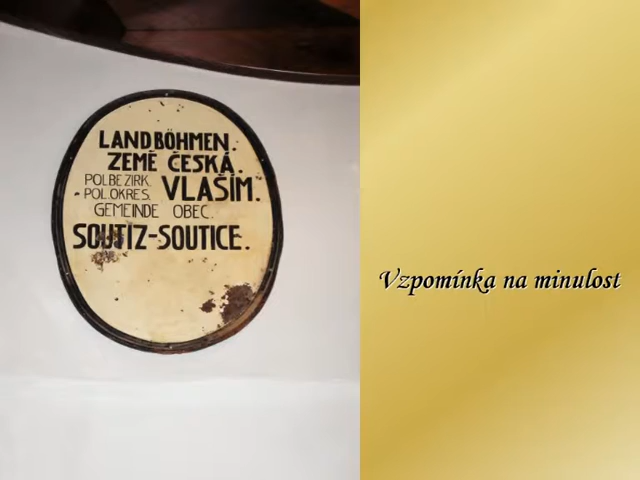 LAND BÖHMEN.
ZEMĚ ČESKÁ.
POL.BEZIRK.
POL.OKRES. VLAŠIM.
GEMEINDE OBEC.
SOUTIZ-SOUTICE.
Vzpomínka na minulost